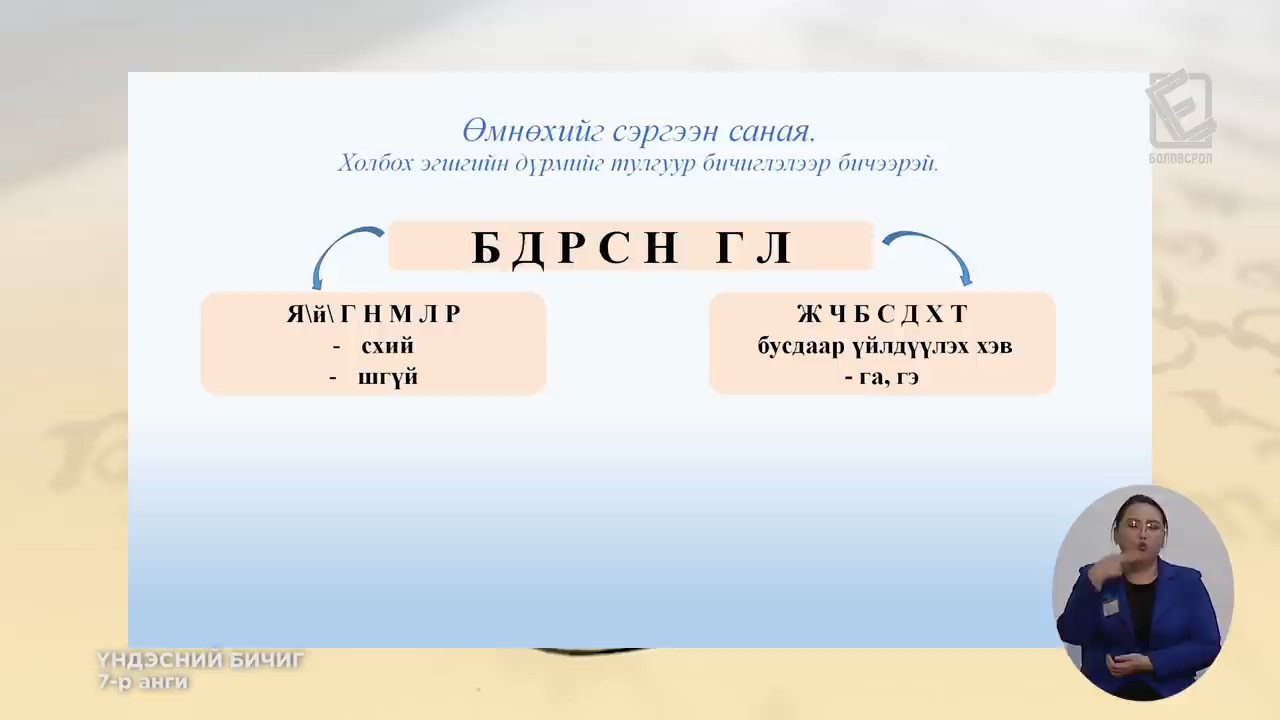 Өмнөхийг сэргээн саная.
Холбох эгшгийн дүрмийг тулгуур бичиглэлээр бичээрэй.
Б Д Р С Н Г Л
Я\й\ Г Н М Л Р
- схий
- шгүй
Ж Ч Б С Д Х Т
бусдаар үйлдүүлэх хэв
- га, гэ
БОЛОВСРОЛ
ҮНДЭСНИЙ БИЧИГ
7-р анги